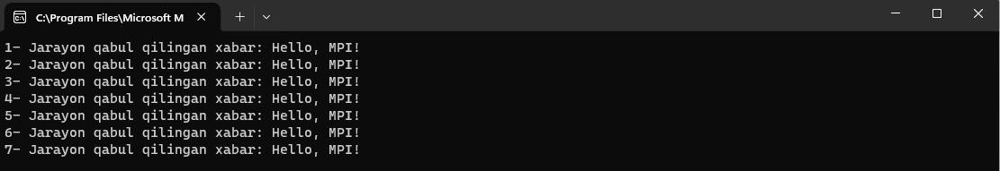 C:\Program Files\Microsoft M
1- Jarayon qabul qilingan xabar: Hello, MPI!
2- Jarayon qabul qilingan xabar: Hello, MPI!
3- Jarayon qabul qilingan xabar: Hello, MPI!
4- Jarayon qabul qilingan xabar: Hello, MPI!
5- Jarayon qabul qilingan xabar: Hello, MPI!
6- Jarayon qabul qilingan xabar: Hello, MPI!
7- Jarayon qabul qilingan xabar: Hello, MPI!